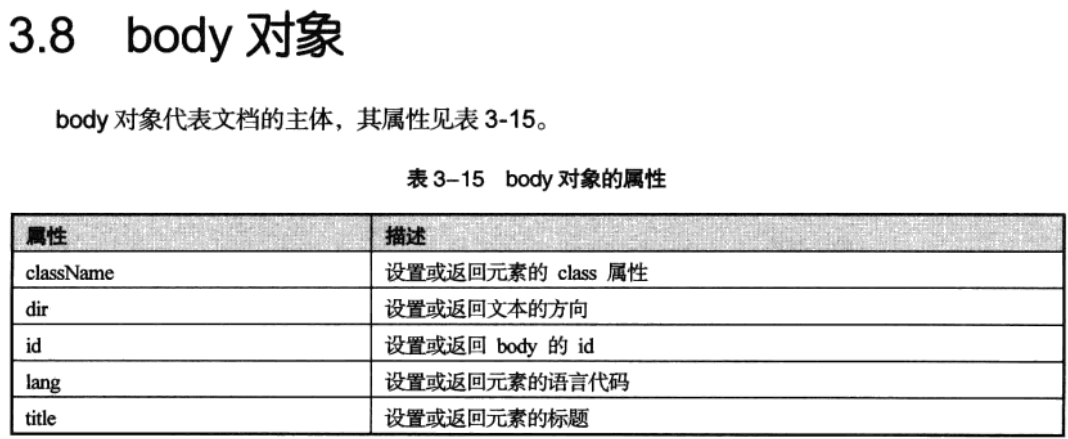 3.8 body 对象
body 对象代表文档的主体，其属性见表 3-15。
表 3-15 body 对象的属性
属性 描述
className 设置或返回元素的 class 属性
dir 设置或返回文本的方向
id 设置或返回 body 的 id
lang 设置或返回元素的语言代码
title 设置或返回元素的标题